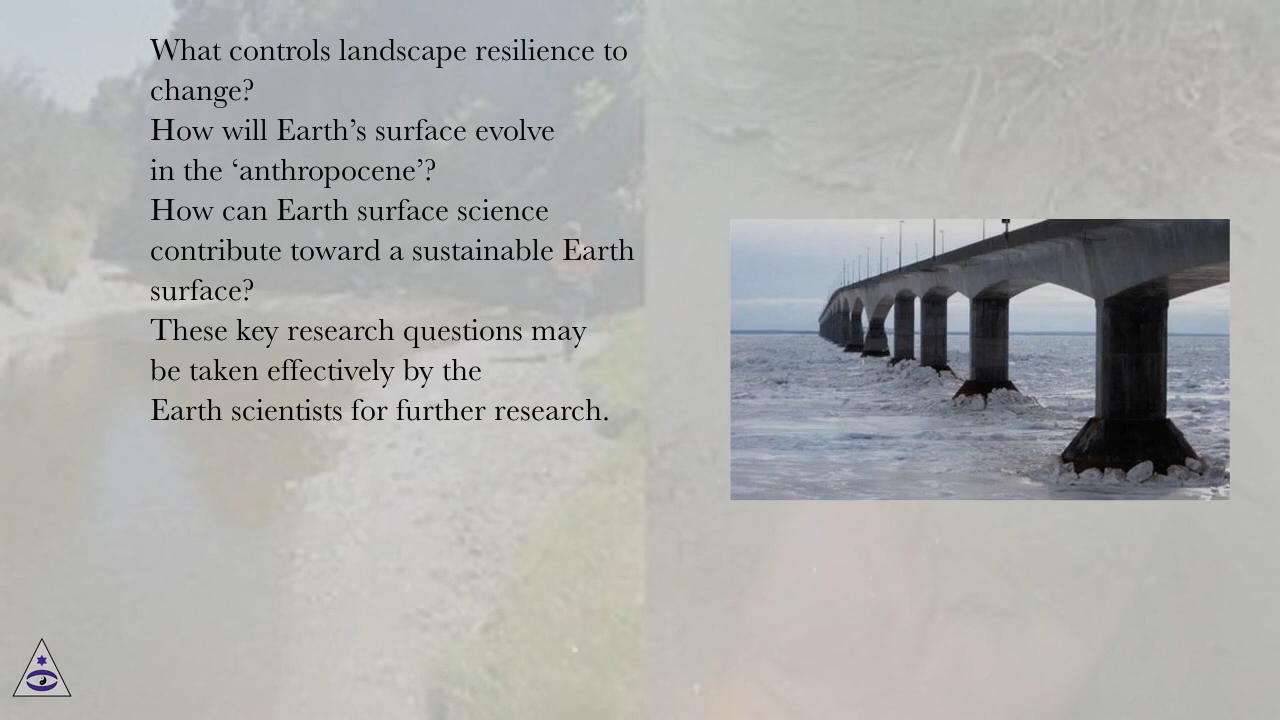 What controls landscape resilience to
change?
How will Earth’s surface evolve
in the ‘anthropocene’?
How can Earth surface science
contribute toward a sustainable Earth
surface?
These key research questions may
be taken effectively by the
Earth scientists for further research.